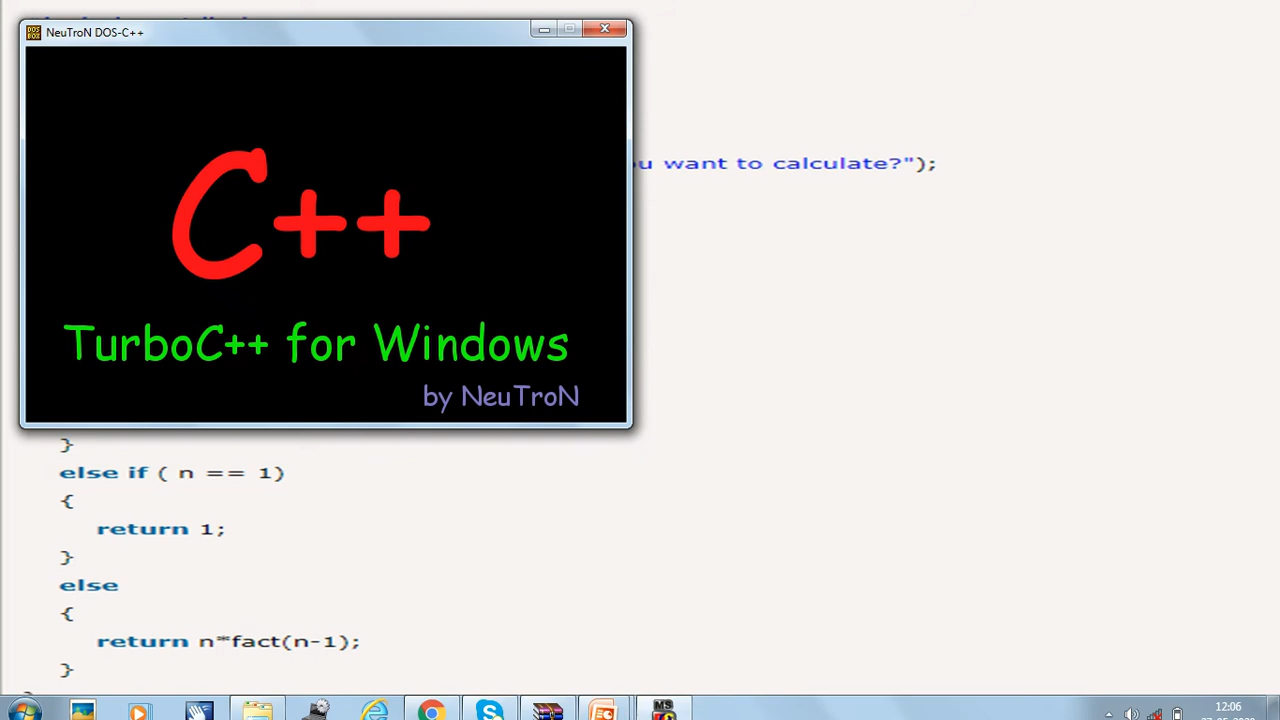 NeuTroN DOS-C++
C++
TurboC++ for Windows
by NeuTroN
u want to calculate?");
}
else if ( n == 1)
{
return 1;
}
else
{
return n*fact(n-1);
}
12:06